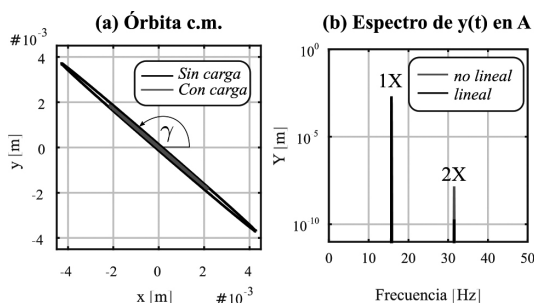 (a) Órbita c.m.
#10⁻³
4
2
0
-2
-4
y [m]
Sin carga
Con carga
γ
-4 -2 0 2 4
x [m] #10⁻³
(b) Espectro de y(t) en A
10⁰
10⁻⁵
10⁻¹⁰
Y [m]
no lineal
lineal
1X
2X
0 10 20 30 40 50
Frecuencia [Hz]